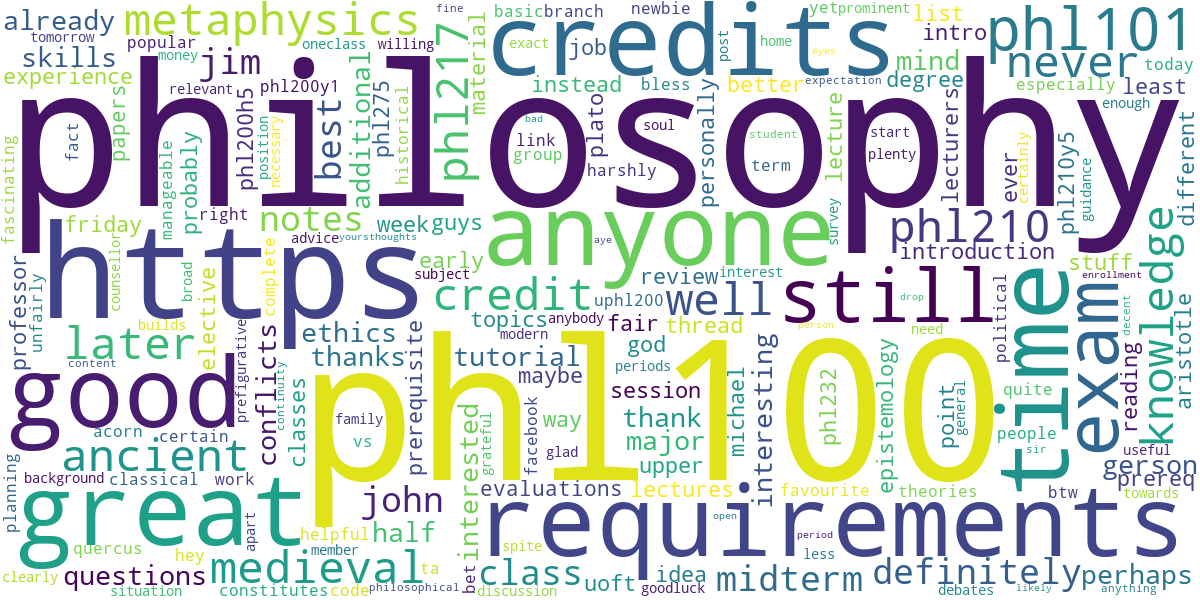 already
metaphysics
fine
basic
branch
newbie
yet
prominent
list
phl101
tomorrow
popular
oneclass
willing
credits
exact
job
post
home
intro
never
skills
money
jim
phl217
material
eyes
mind
today
experience
relevant
phl200y1
additional
instead
bless
better
expectation
degree
especially
least
philosophy
papers
phl200h5
best
phl275
historical
plato
bad
link
soul
personally
student
start
lecture
lecturers
ever
enough
fact
probably
position
necessary
group
harshly
term
plenty
certainly
phl210y5
guidance
different
fascinating
manageable
friday
right
notes
week
guys
anyone
survey
phl210
https
advice
yoursthoughts
early
aye
introduction
knowledge
professor
unfairly
counsellor
broad
elective
complete
subject
credit
review
interest
uphl200
well
still
political
time
exam
stuff
enrollment
decent
aristotle
later
builds
conflicts
ethics
topics
anybody
fair
thread
drop
person
need
modern
god
reading
content
prefigurative
continuity
thanks
tutorial
maybe
periods
michael
interesting
epistemology
phl232
point
general
quite
good
classes
family
vs
prerequisite
phl100
session
thank
way
major
upper
people
sir
useful
acorn
certain
interested
grateful
facebook
glad
ancient
gerson
prereq
planning
background
classical
work
evaluations
lectures
favourite
theories
btw
towards
great
john
requirements
open
period
quercus
hey
apart
helpful
half
bet
spite
less
medieval
member
ta
class
uoft
idea
midterm
definitely
perhaps
clearly
questions
situation
constitutes
code
philosophical
discussion
goodluck
debates
likely
anything